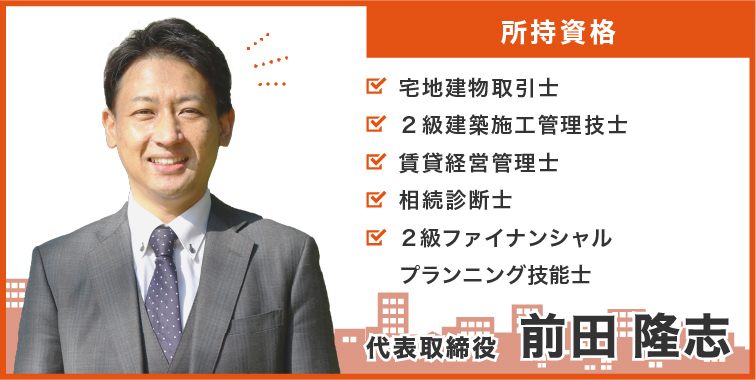 所持資格
宅地建物取引士
２級建築施工管理技士
賃貸経営管理士
相続診断士
２級ファイナンシャル
プランニング技能士
代表取締役 前田 隆志